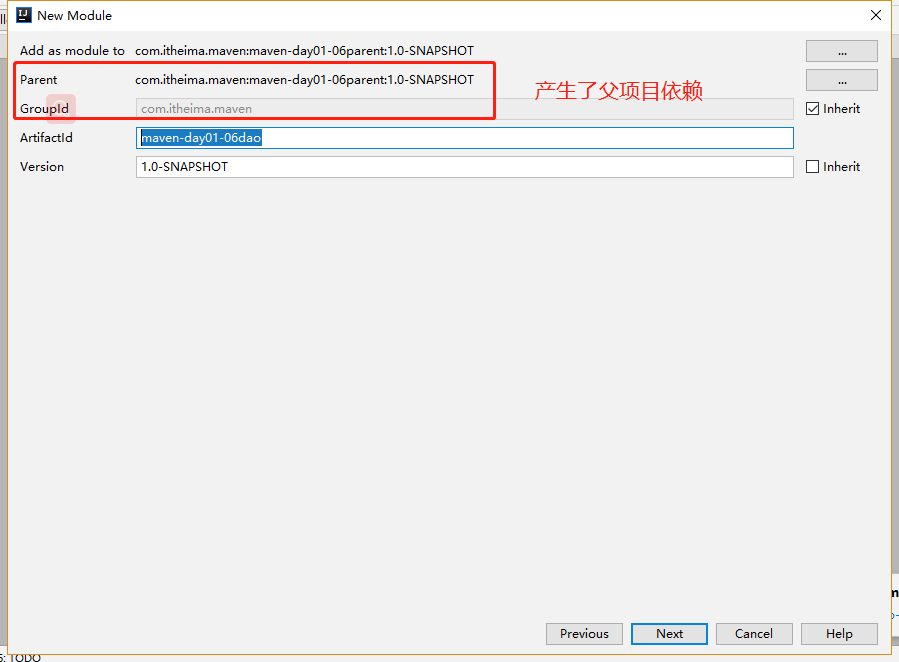 New Module
Add as module to com.itheima.maven:maven-day01-06parent:1.0-SNAPSHOT ...
Parent com.itheima.maven:maven-day01-06parent:1.0-SNAPSHOT ...
产生了父项目依赖
GroupId com.itheima.maven Inherit
ArtifactId maven-day01-06dao
Version 1.0-SNAPSHOT Inherit
Previous Next Cancel Help
TODO